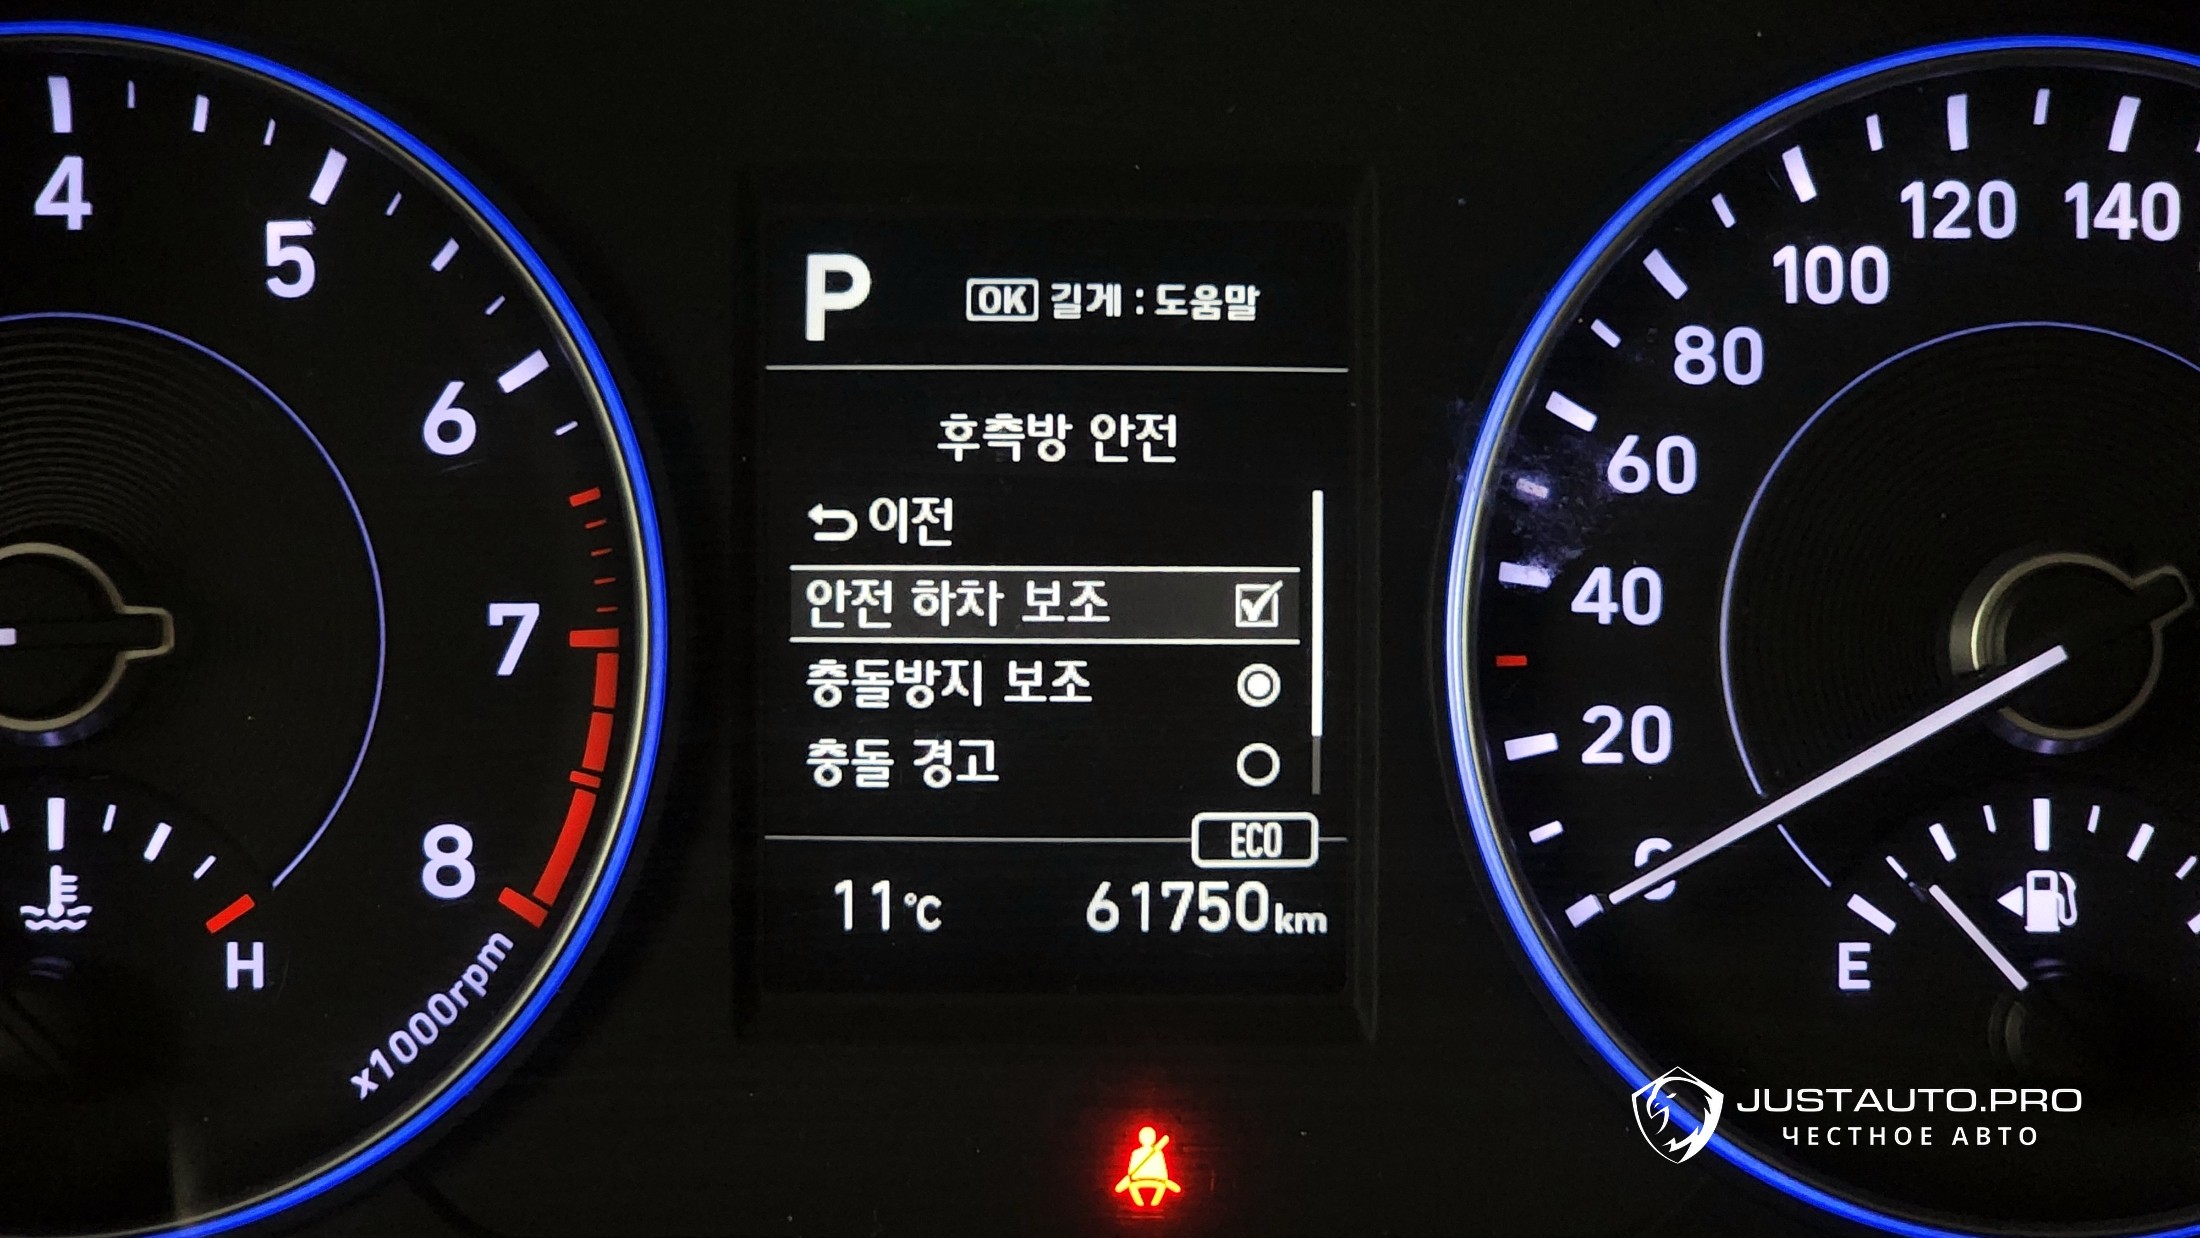 4
5
6
7
8
x1000rpm
H
P
OK 길게 : 도움말
후측방 안전
이전
안전 하차 보조
충돌방지 보조
충돌 경고
ECO
11°C
61750km
0
20
40
60
80
100
120
140
E
JUSTAUTO.PRO
ЧЕСТНОЕ АВТО